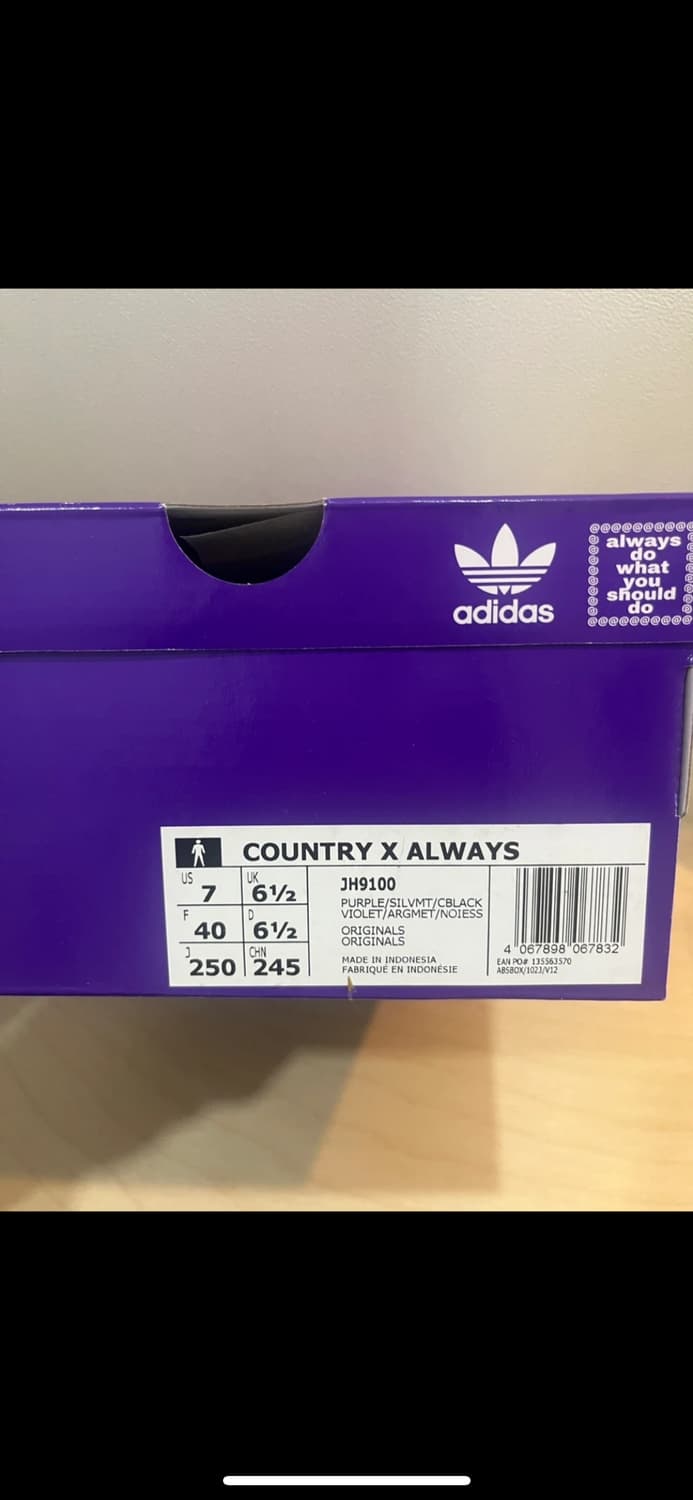 adidas
always
do
what
you
should
do
COUNTRY X ALWAYS
US 7 UK 6½
F 40 D 6½
J 250 CHN 245
JH9100
PURPLE/SILVMT/CBLACK
VIOLET/ARGMET/NOIESS
ORIGINALS
ORIGINALS
MADE IN INDONESIA
FABRIQUÉ EN INDONÉSIE
4 067898 067832
EAN PO# 135563570
ABSBOX/1023/V12